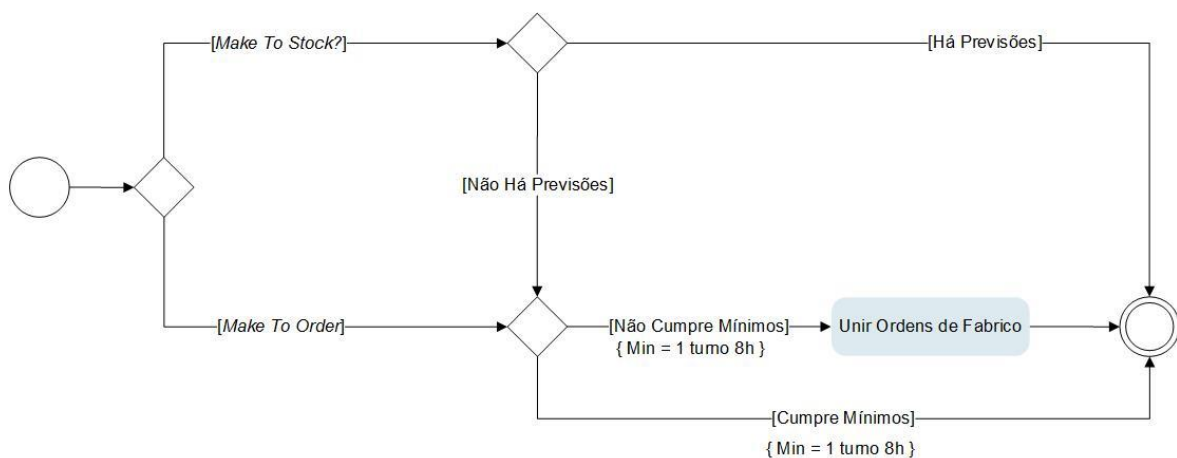 [Make To Stock?]
[Há Previsões]
[Não Há Previsões]
[Make To Order]
[Não Cumpre Mínimos]
{ Min = 1 turno 8h }
Unir Ordens de Fabrico
[Cumpre Mínimos]
{ Min = 1 turno 8h }